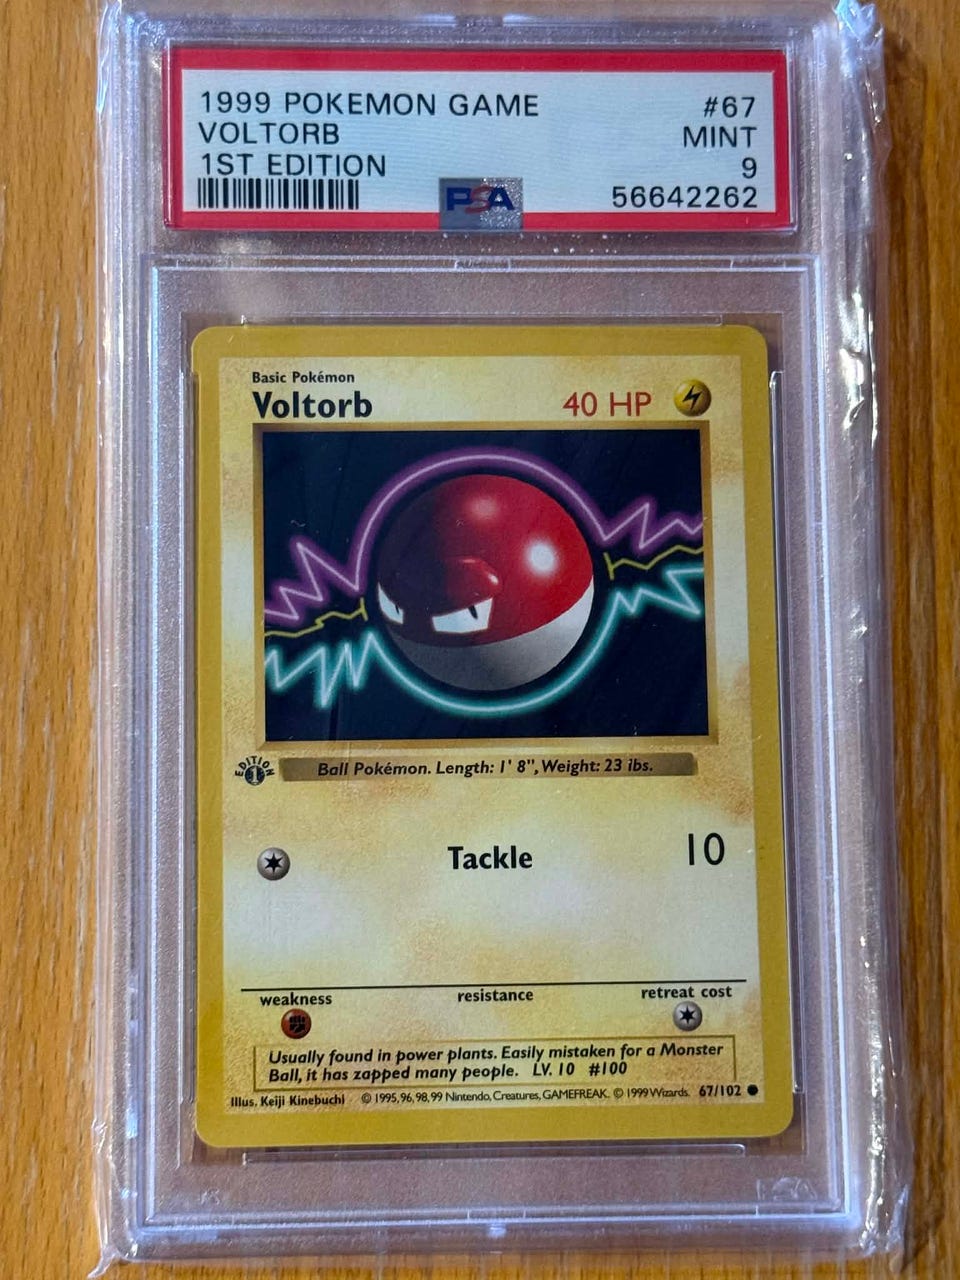 1999 POKEMON GAME #67
VOLTORB MINT
1ST EDITION 9
PSA 56642262
Basic Pokémon
Voltorb 40 HP
EDITION 1
Ball Pokémon. Length: 1' 8", Weight: 23 lbs.
Tackle 10
weakness resistance retreat cost
Usually found in power plants. Easily mistaken for a Monster
Ball, it has zapped many people. LV. 10 #100
Illus. Keiji Kinebuchi © 1995, 96, 98, 99 Nintendo, Creatures, GAMEFREAK. © 1999 Wizards. 67/102
PSA